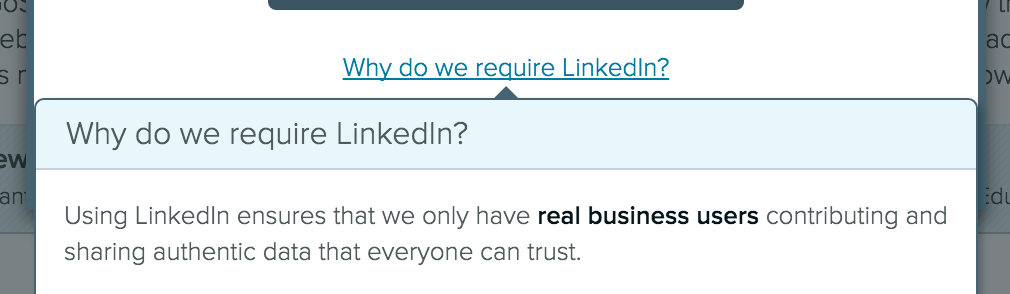 Why do we require LinkedIn?
Why do we require LinkedIn?
Using LinkedIn ensures that we only have real business users contributing and
sharing authentic data that everyone can trust.